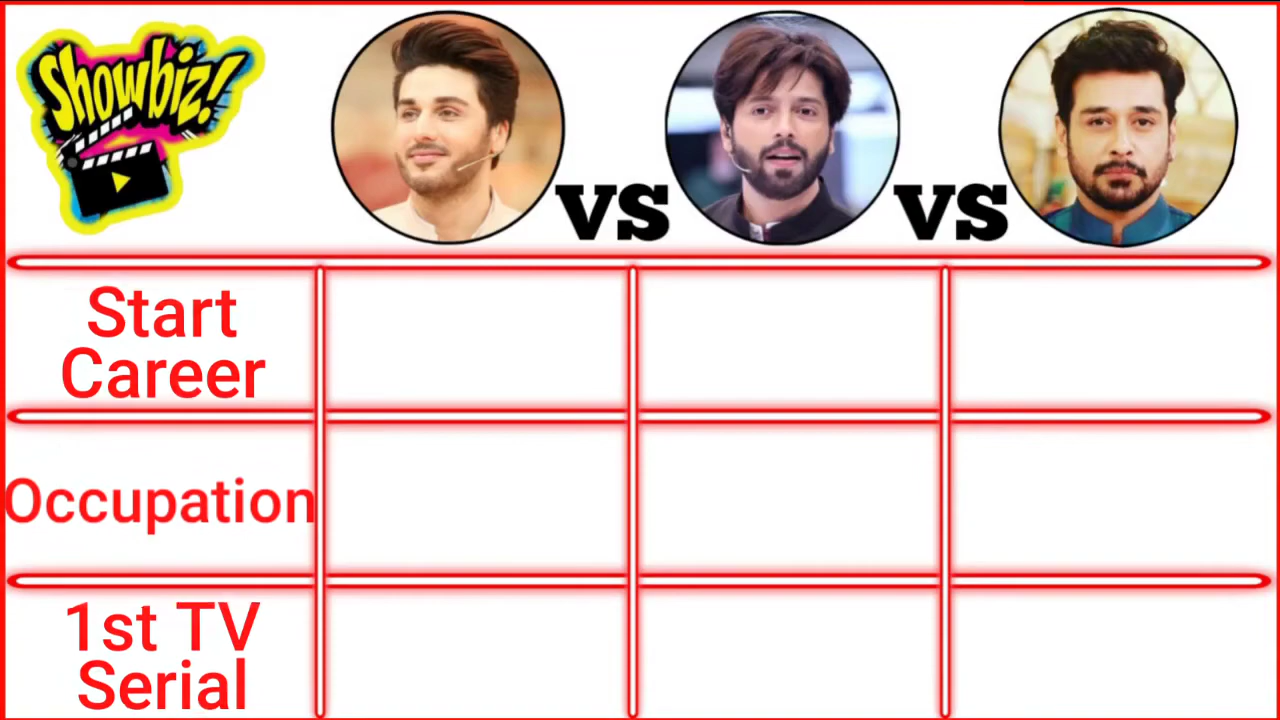 Showbiz!
VS
VS
Start
Career
Occupation
1st TV
Serial